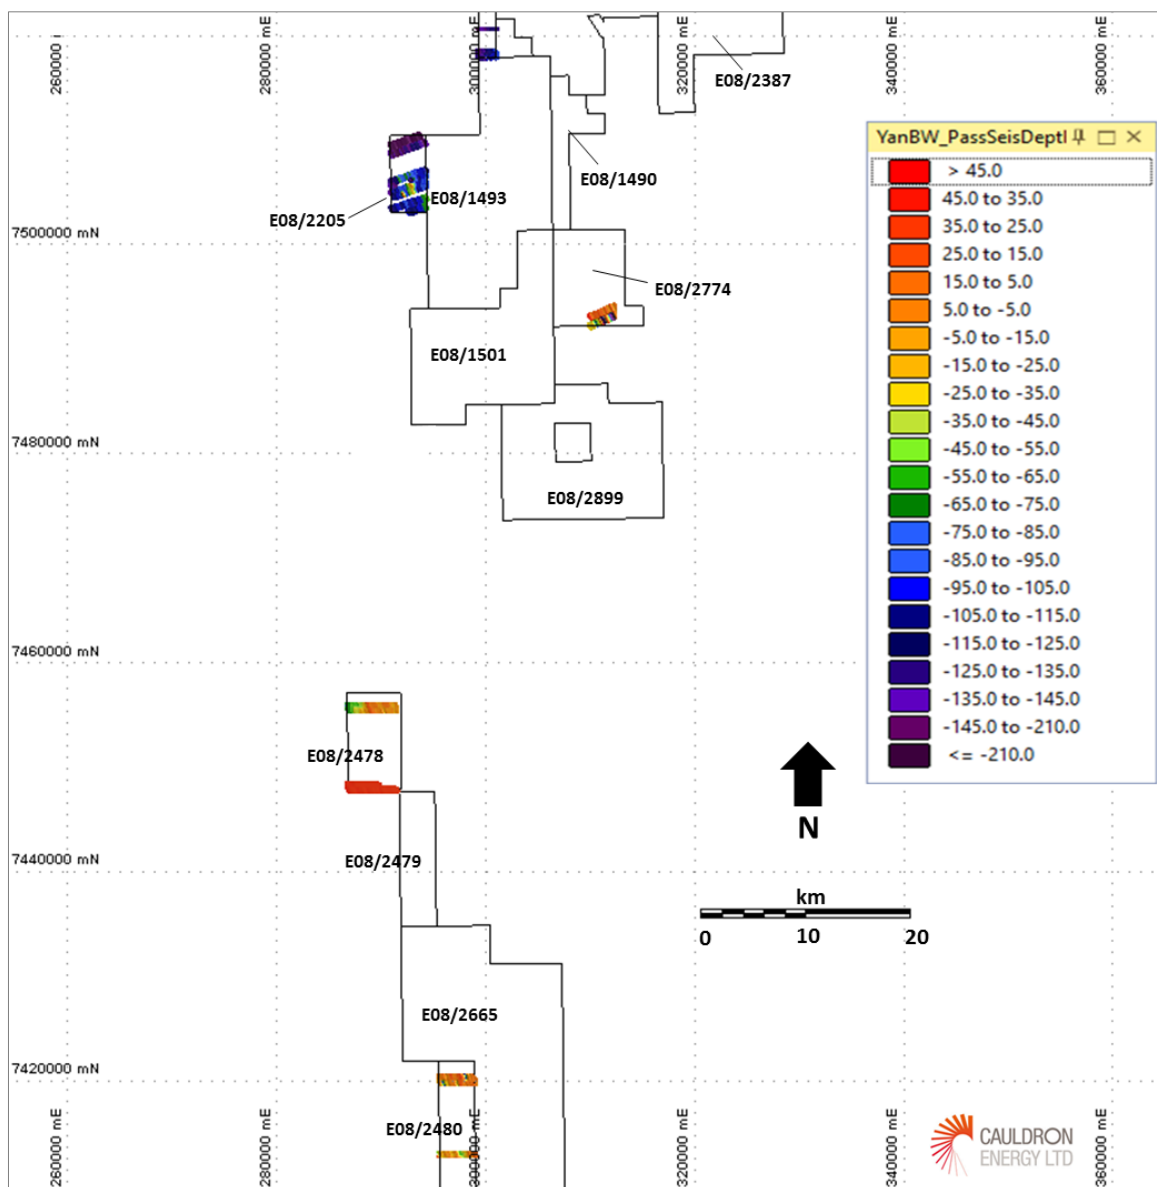 260000 i
280000 mE
300000 mE
320000 mE
340000 mE
360000 mE
E08/2387
YanBW_PassSeisDeptl
> 45.0
45.0 to 35.0
35.0 to 25.0
25.0 to 15.0
15.0 to 5.0
5.0 to -5.0
-5.0 to -15.0
-15.0 to -25.0
-25.0 to -35.0
-35.0 to -45.0
-45.0 to -55.0
-55.0 to -65.0
-65.0 to -75.0
-75.0 to -85.0
-85.0 to -95.0
-95.0 to -105.0
-105.0 to -115.0
-115.0 to -125.0
-125.0 to -135.0
-135.0 to -145.0
-145.0 to -210.0
<= -210.0
E08/1490
E08/1493
E08/2205
7500000 mN
E08/2774
E08/1501
7480000 mN
E08/2899
7460000 mN
E08/2478
N
7440000 mN
E08/2479
km
0 10 20
E08/2665
7420000 mN
E08/2480
CAULDRON
ENERGY LTD
260000 mE
280000 mE
300000 mE
320000 mE
340000 mE
360000 mE